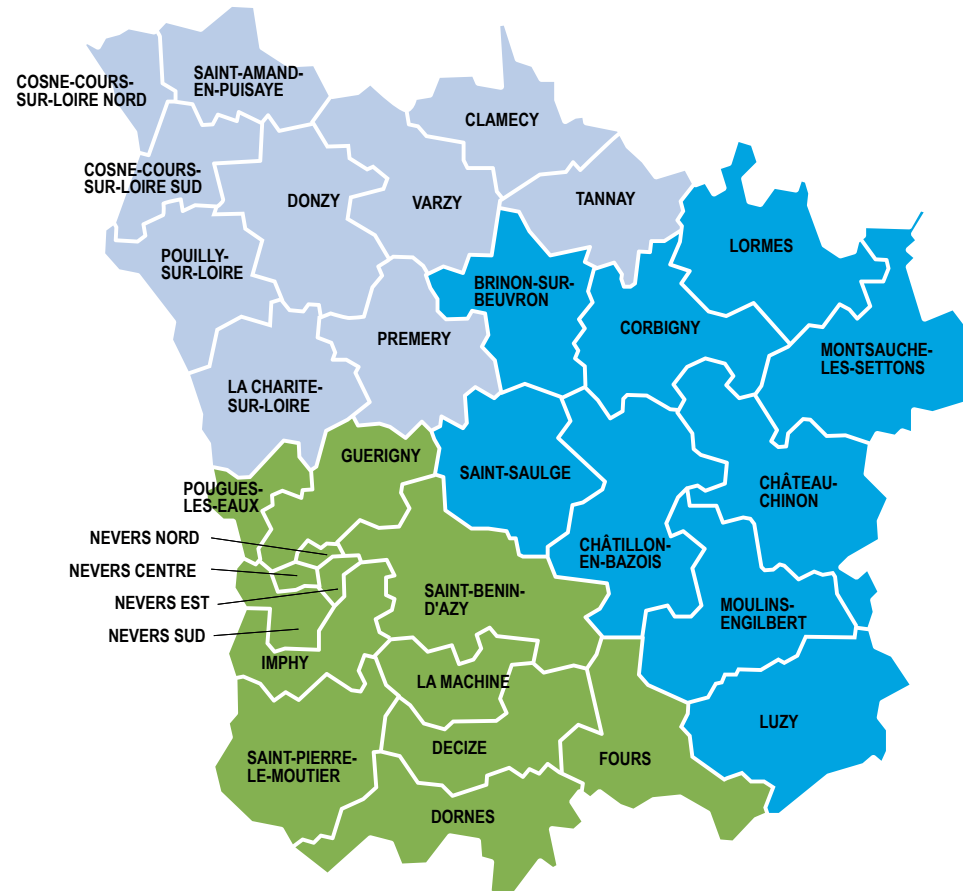 COSNE-COURS-
SUR-LOIRE NORD
SAINT-AMAND-
EN-PUISAYE
CLAMECY
COSNE-COURS-
SUR-LOIRE SUD
DONZY
VARZY
TANNAY
LORMES
POUILLY-
SUR-LOIRE
BRINON-SUR-
BEUVRON
CORBIGNY
PREMERY
MONTSAUCHE-
LES-SETTONS
LA CHARITE-
SUR-LOIRE
GUERIGNY
SAINT-SAULGE
CHÂTEAU-
CHINON
POUGUES-
LES-EAUX
NEVERS NORD
CHÂTILLON-
EN-BAZOIS
NEVERS CENTRE
SAINT-BENIN-
D'AZY
NEVERS EST
MOULINS-
ENGILBERT
NEVERS SUD
IMPHY
LA MACHINE
LUZY
DECIZE
FOURS
SAINT-PIERRE-
LE-MOUTIER
DORNES